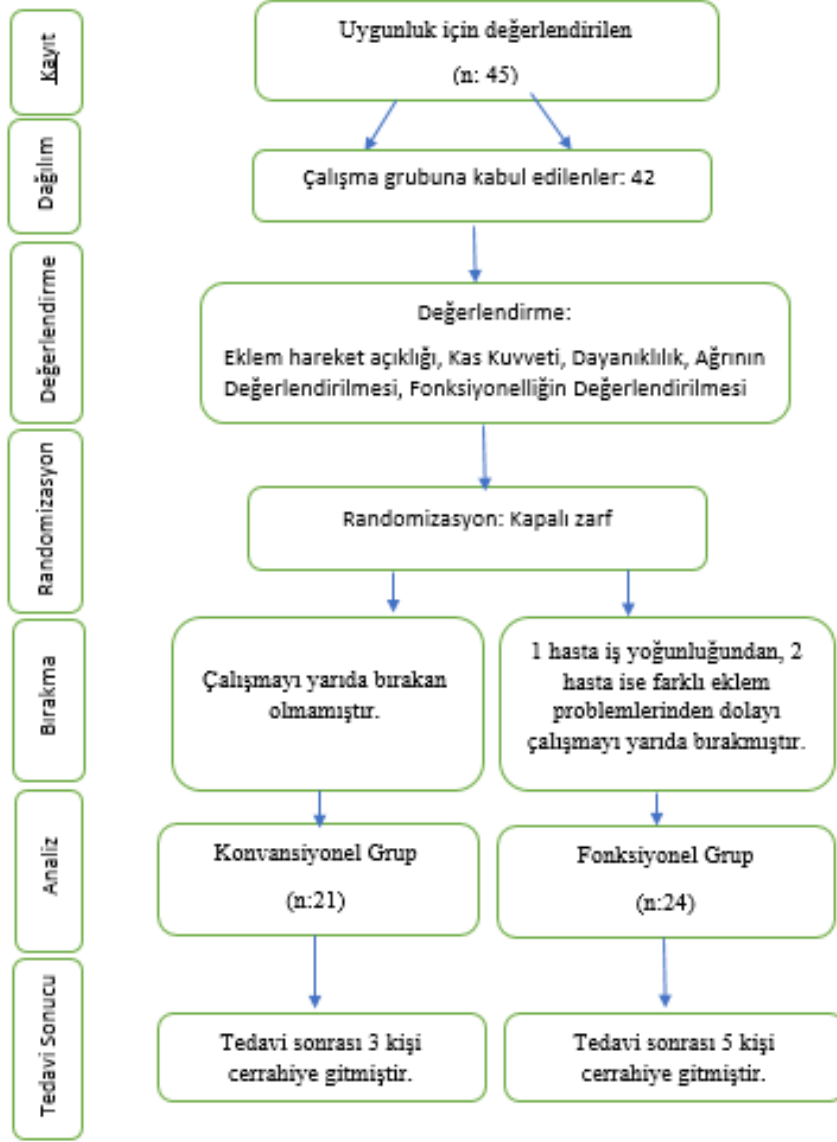 Kayıt
Uygunluk için değerlendirilen
(n: 45)
Dağılım
Çalışma grubuna kabul edilenler: 42
Değerlendirme
Değerlendirme:
Eklem hareket açıklığı, Kas Kuvveti, Dayanıklılık, Ağrının
Değerlendirilmesi, Fonksiyonelliğin Değerlendirilmesi
Randomizasyon
Randomizasyon: Kapalı zarf
Bırakma
Çalışmayı yarıda bırakan
olmamıştır.
1 hasta iş yoğunluğundan, 2
hasta ise farklı eklem
problemlerinden dolayı
çalışmayı yarıda bırakmıştır.
Analiz
Konvansiyonel Grup
(n:21)
Fonksiyonel Grup
(n:24)
Tedavi Sonucu
Tedavi sonrası 3 kişi
cerrahiye gitmiştir.
Tedavi sonrası 5 kişi
cerrahiye gitmiştir.